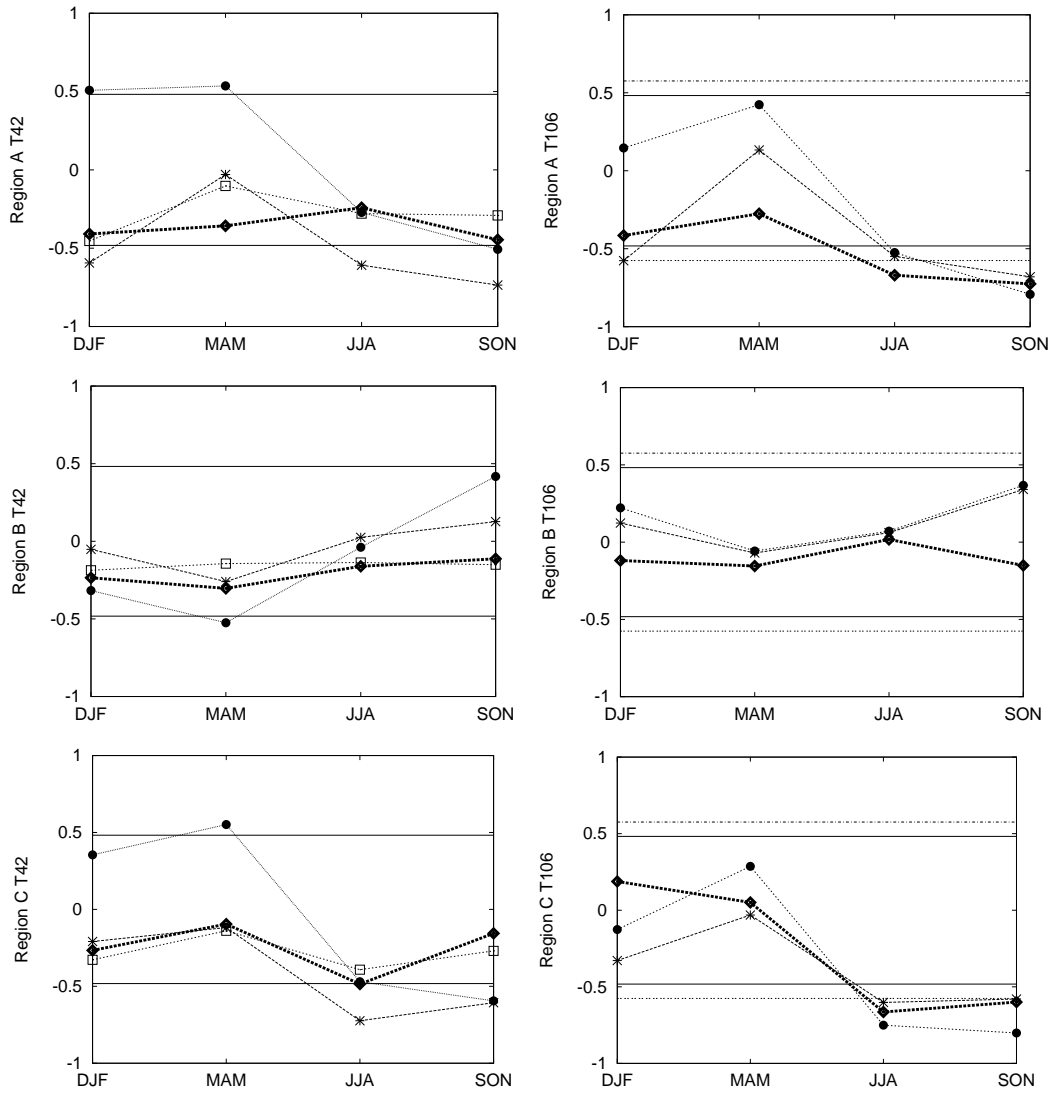 Region A T42
1
0.5
0
-0.5
-1
DJF MAM JJA SON
Region A T106
1
0.5
0
-0.5
-1
DJF MAM JJA SON
Region B T42
1
0.5
0
-0.5
-1
DJF MAM JJA SON
Region B T106
1
0.5
0
-0.5
-1
DJF MAM JJA SON
Region C T42
1
0.5
0
-0.5
-1
DJF MAM JJA SON
Region C T106
1
0.5
0
-0.5
-1
DJF MAM JJA SON